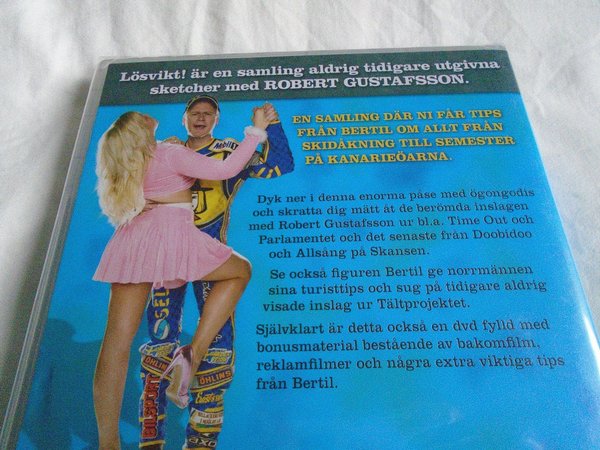 Lösvikt! är en samling aldrig tidigare utgivna
sketcher med ROBERT GUSTAFSSON.
EN SAMLING DÄR NI FÅR TIPS
FRÅN BERTIL OM ALLT FRÅN
SKIDÅKNING TILL SEMESTER
PÅ KANARIEÖARNA.
Dyk ner i denna enorma påse med ögongodis
och skratta dig mätt åt de berömda inslagen
med Robert Gustafsson ur bl.a. Time Out och
Parlamentet och det senaste från Doobidoo
och Allsång på Skansen.
Se också figuren Bertil ge norrmännen
sina turisttips och sug på tidigare aldrig
visade inslag ur Tältprojektet.
Självklart är detta också en dvd fylld med
bonusmaterial bestående av bakomfilm,
reklamfilmer och några extra viktiga tips
från Bertil.
ÖHLINS
ÖHLINS
BILSPORT